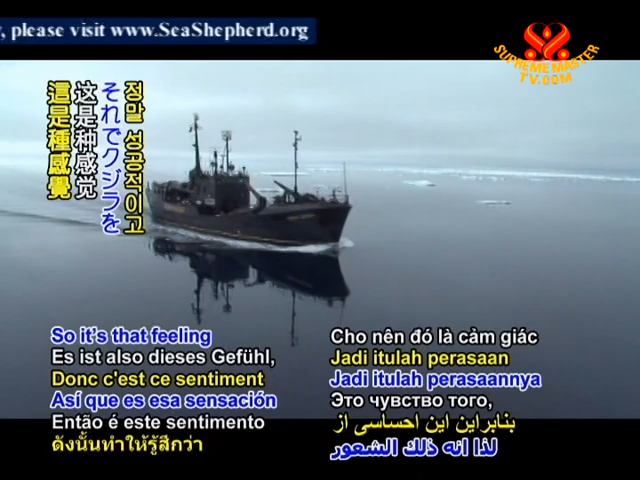 , please visit www.SeaShepherd.org
SUPREME MASTER
TV.COM
정말 성공적이고
それでクジラを
这是种感觉
這是種感覺
So it's that feeling
Es ist also dieses Gefühl,
Donc c'est ce sentiment
Así que es esa sensación
Então é este sentimento
ดังนั้นทำให้รู้สึกว่า
Cho nên đó là cảm giác
Jadi itulah perasaan
Jadi itulah perasaannya
Это чувство того,
بنابراین این احساسی از
لذا انه ذلك الشعور